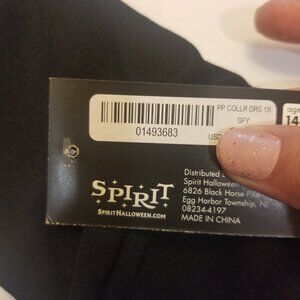 PP COLLR DRS 1X
SFY
01493683
USD
age
14
Distributed
Spirit Halloween
6826 Black Horse Pike
Egg Harbor Township, NJ
08234-4197
MADE IN CHINA
SPIRIT
SPIRITHALLOWEEN.COM